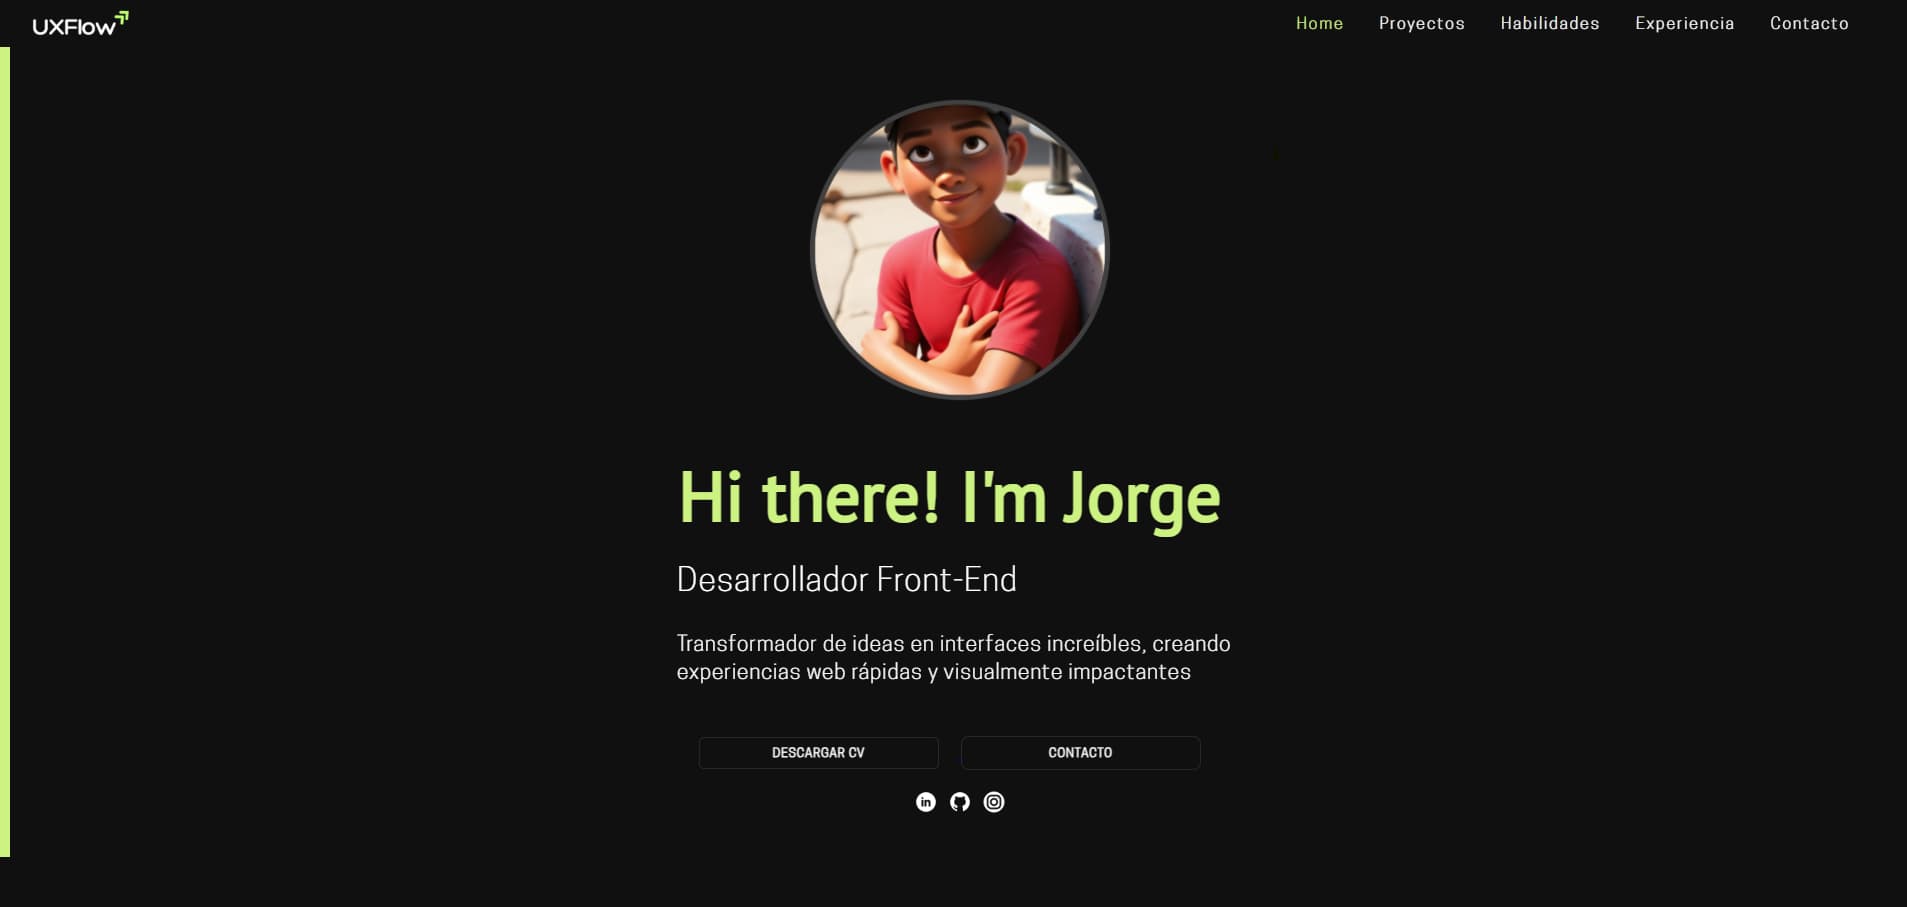 UXFlow
Home Proyectos Habilidades Experiencia Contacto
Hi there! I'm Jorge
Desarrollador Front-End
Transformador de ideas en interfaces increíbles, creando
experiencias web rápidas y visualmente impactantes
DESCARGAR CV CONTACTO
in